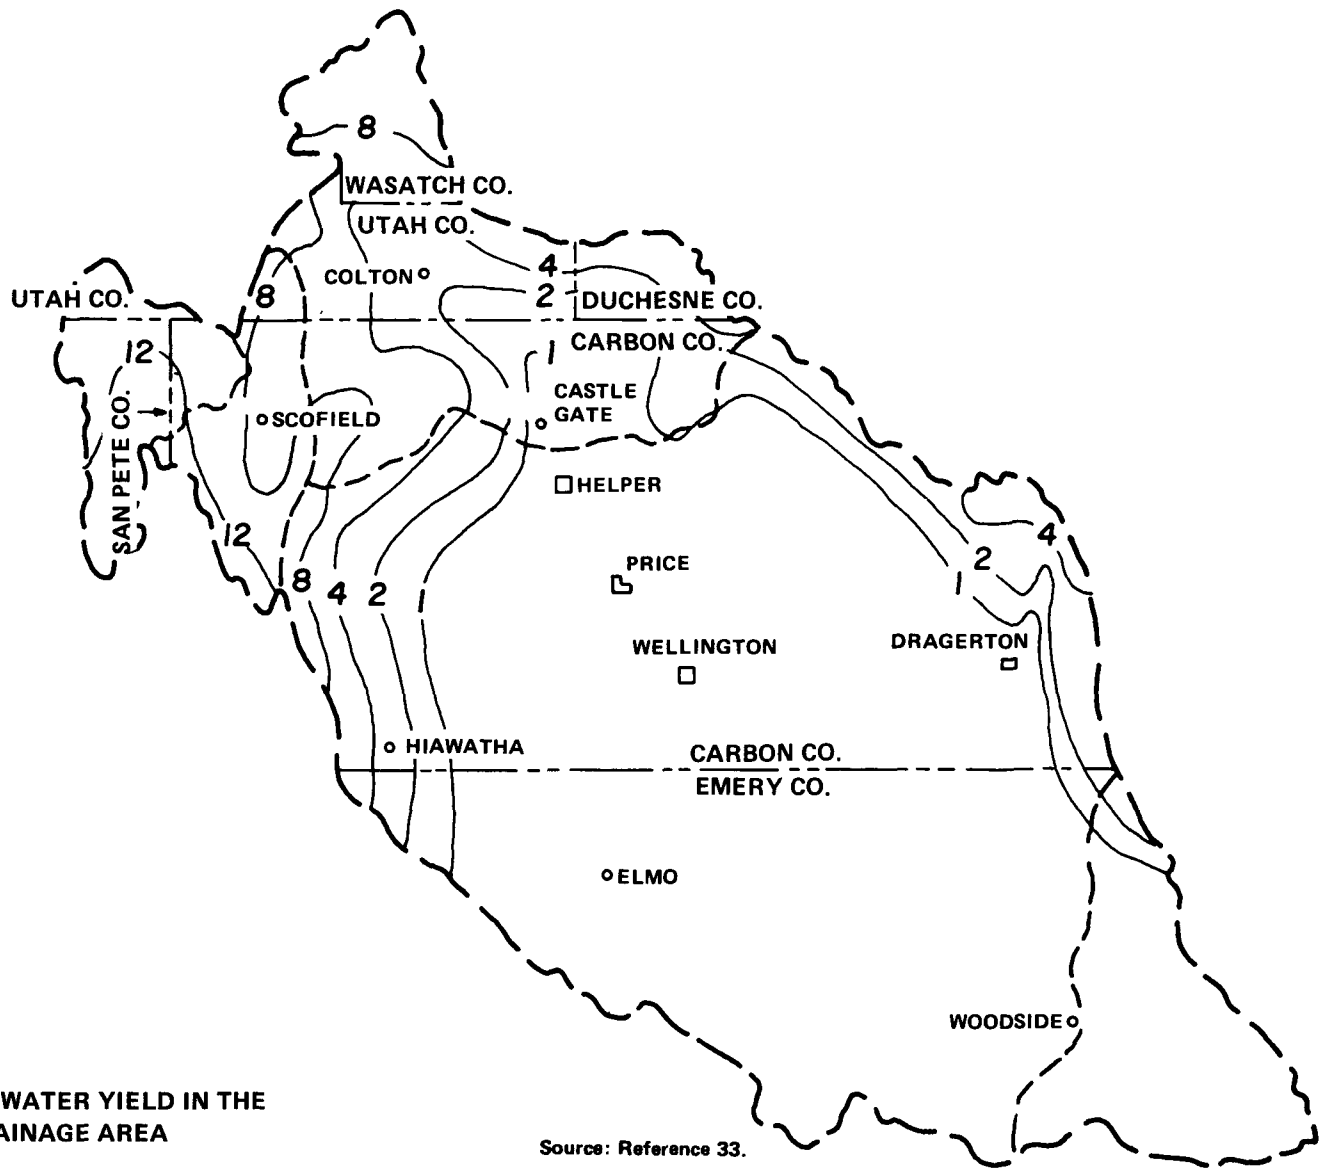 8
WASATCH CO.
UTAH CO.
COLTON
4
UTAH CO.
8
2
DUCHESNE CO.
12
1
CARBON CO.
SAN PETE CO.
SCOFIELD
CASTLE
GATE
HELPER
12
4
8
4
2
PRICE
2
1
WELLINGTON
DRAGERTON
HIAWATHA
CARBON CO.
EMERY CO.
ELMO
WOODSIDE
WATER YIELD IN THE
AINAGE AREA
Source: Reference 33.